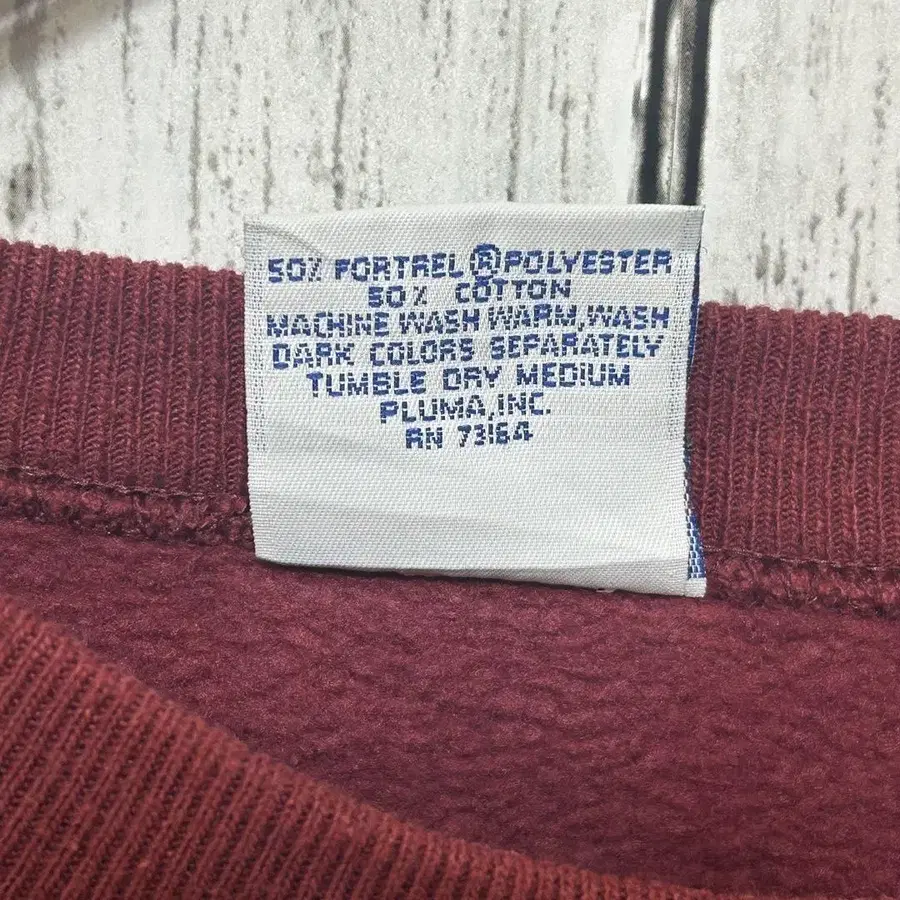 50% FORTREL ® POLYESTER
50% COTTON
MACHINE WASH WARM, WASH
DARK COLORS SEPARATELY
TUMBLE DRY MEDIUM
PLUMA, INC.
RN 73164